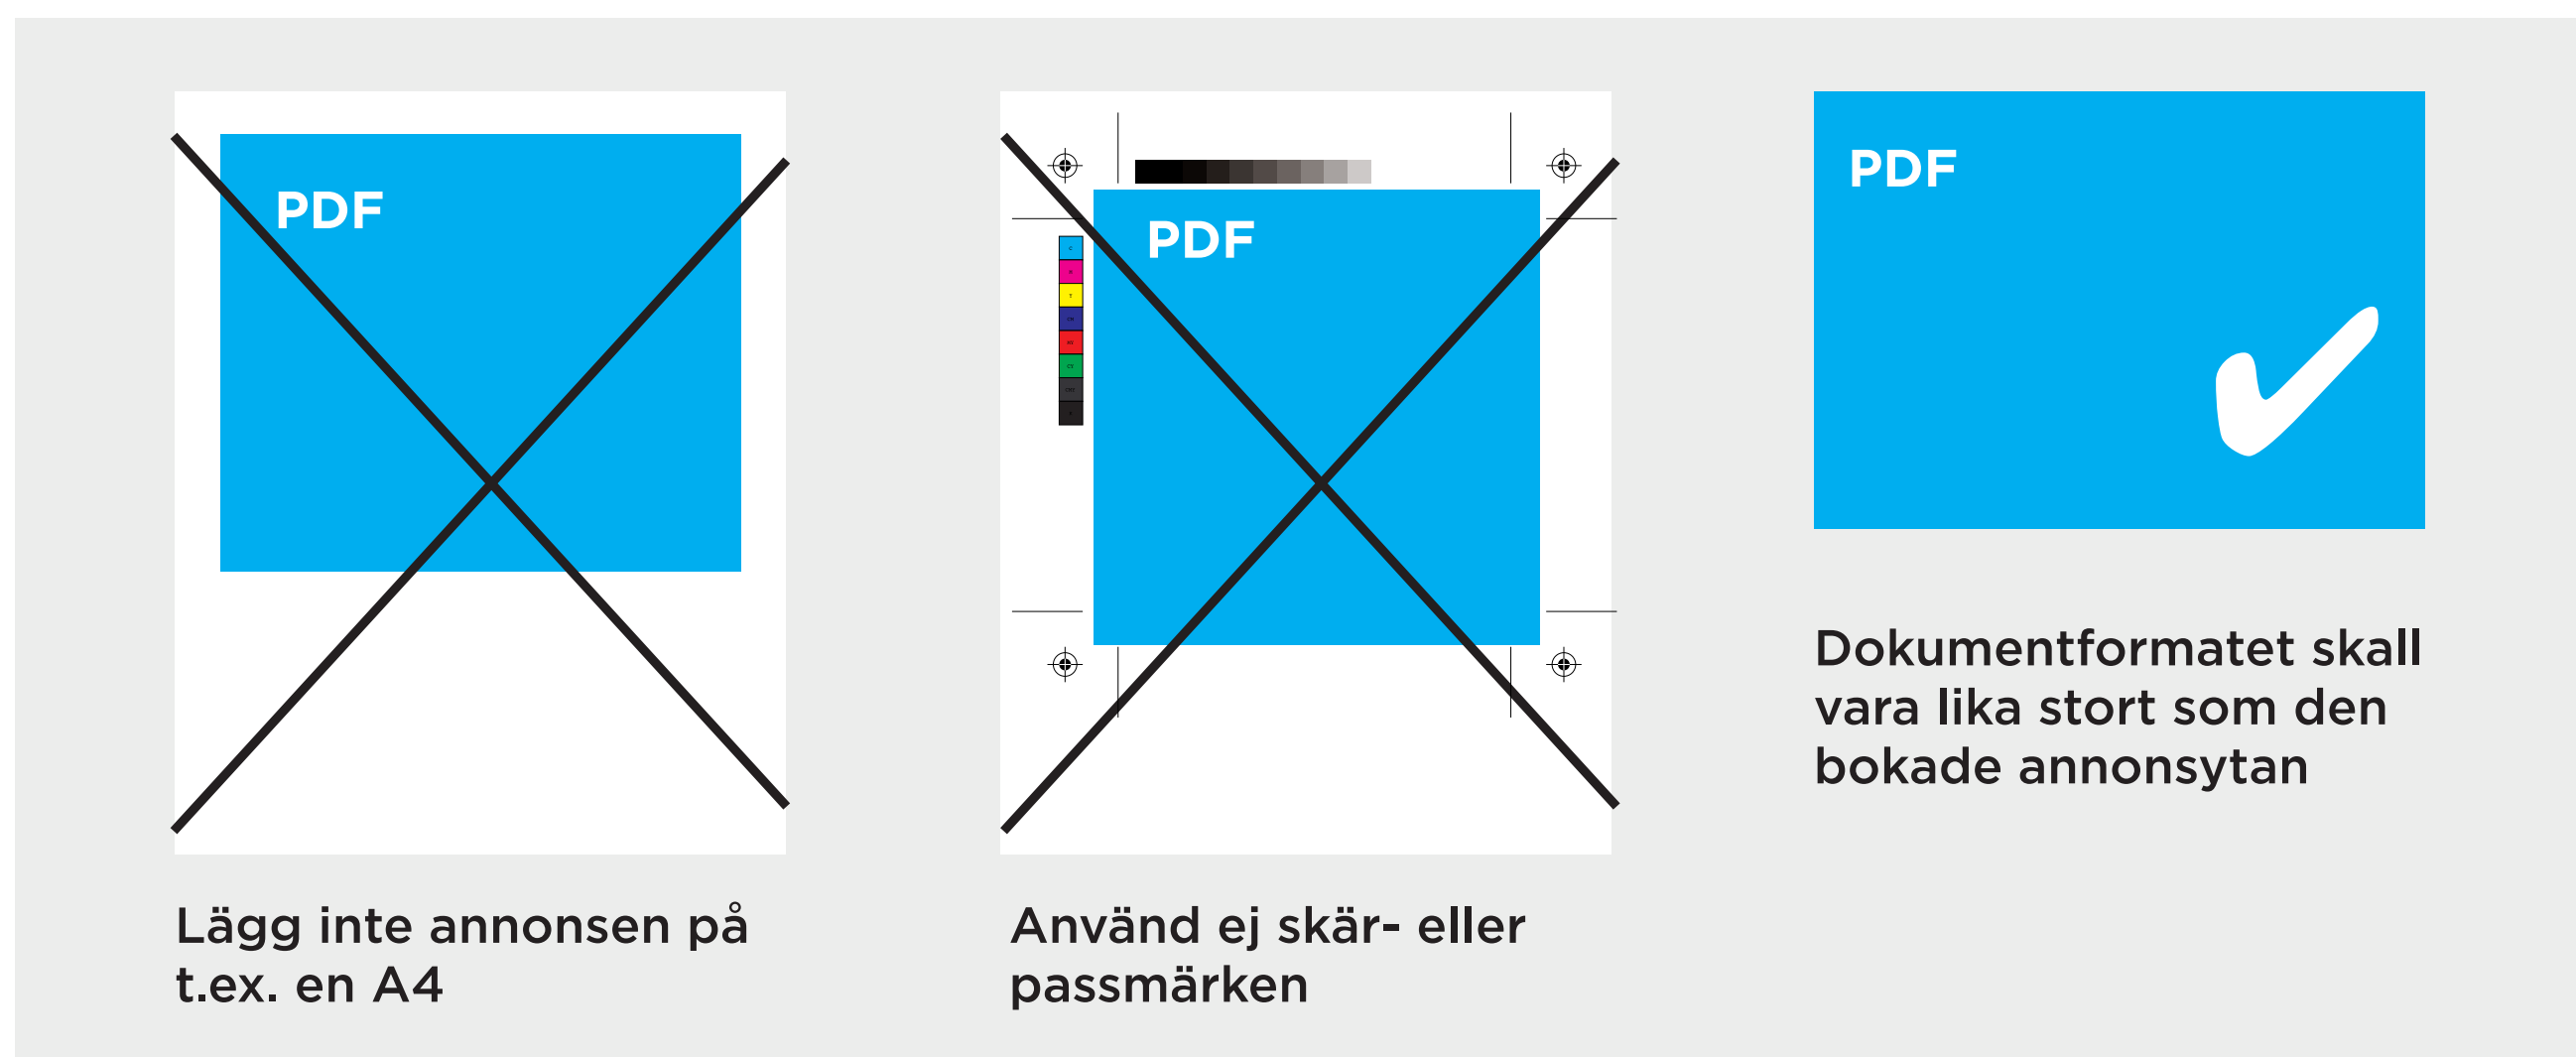 PDF
Lägg inte annonsen på
t.ex. en A4
PDF
C
Y
Använd ej skär- eller
passmärken
PDF
Dokumentformatet skall
vara lika stort som den
bokade annonsytan